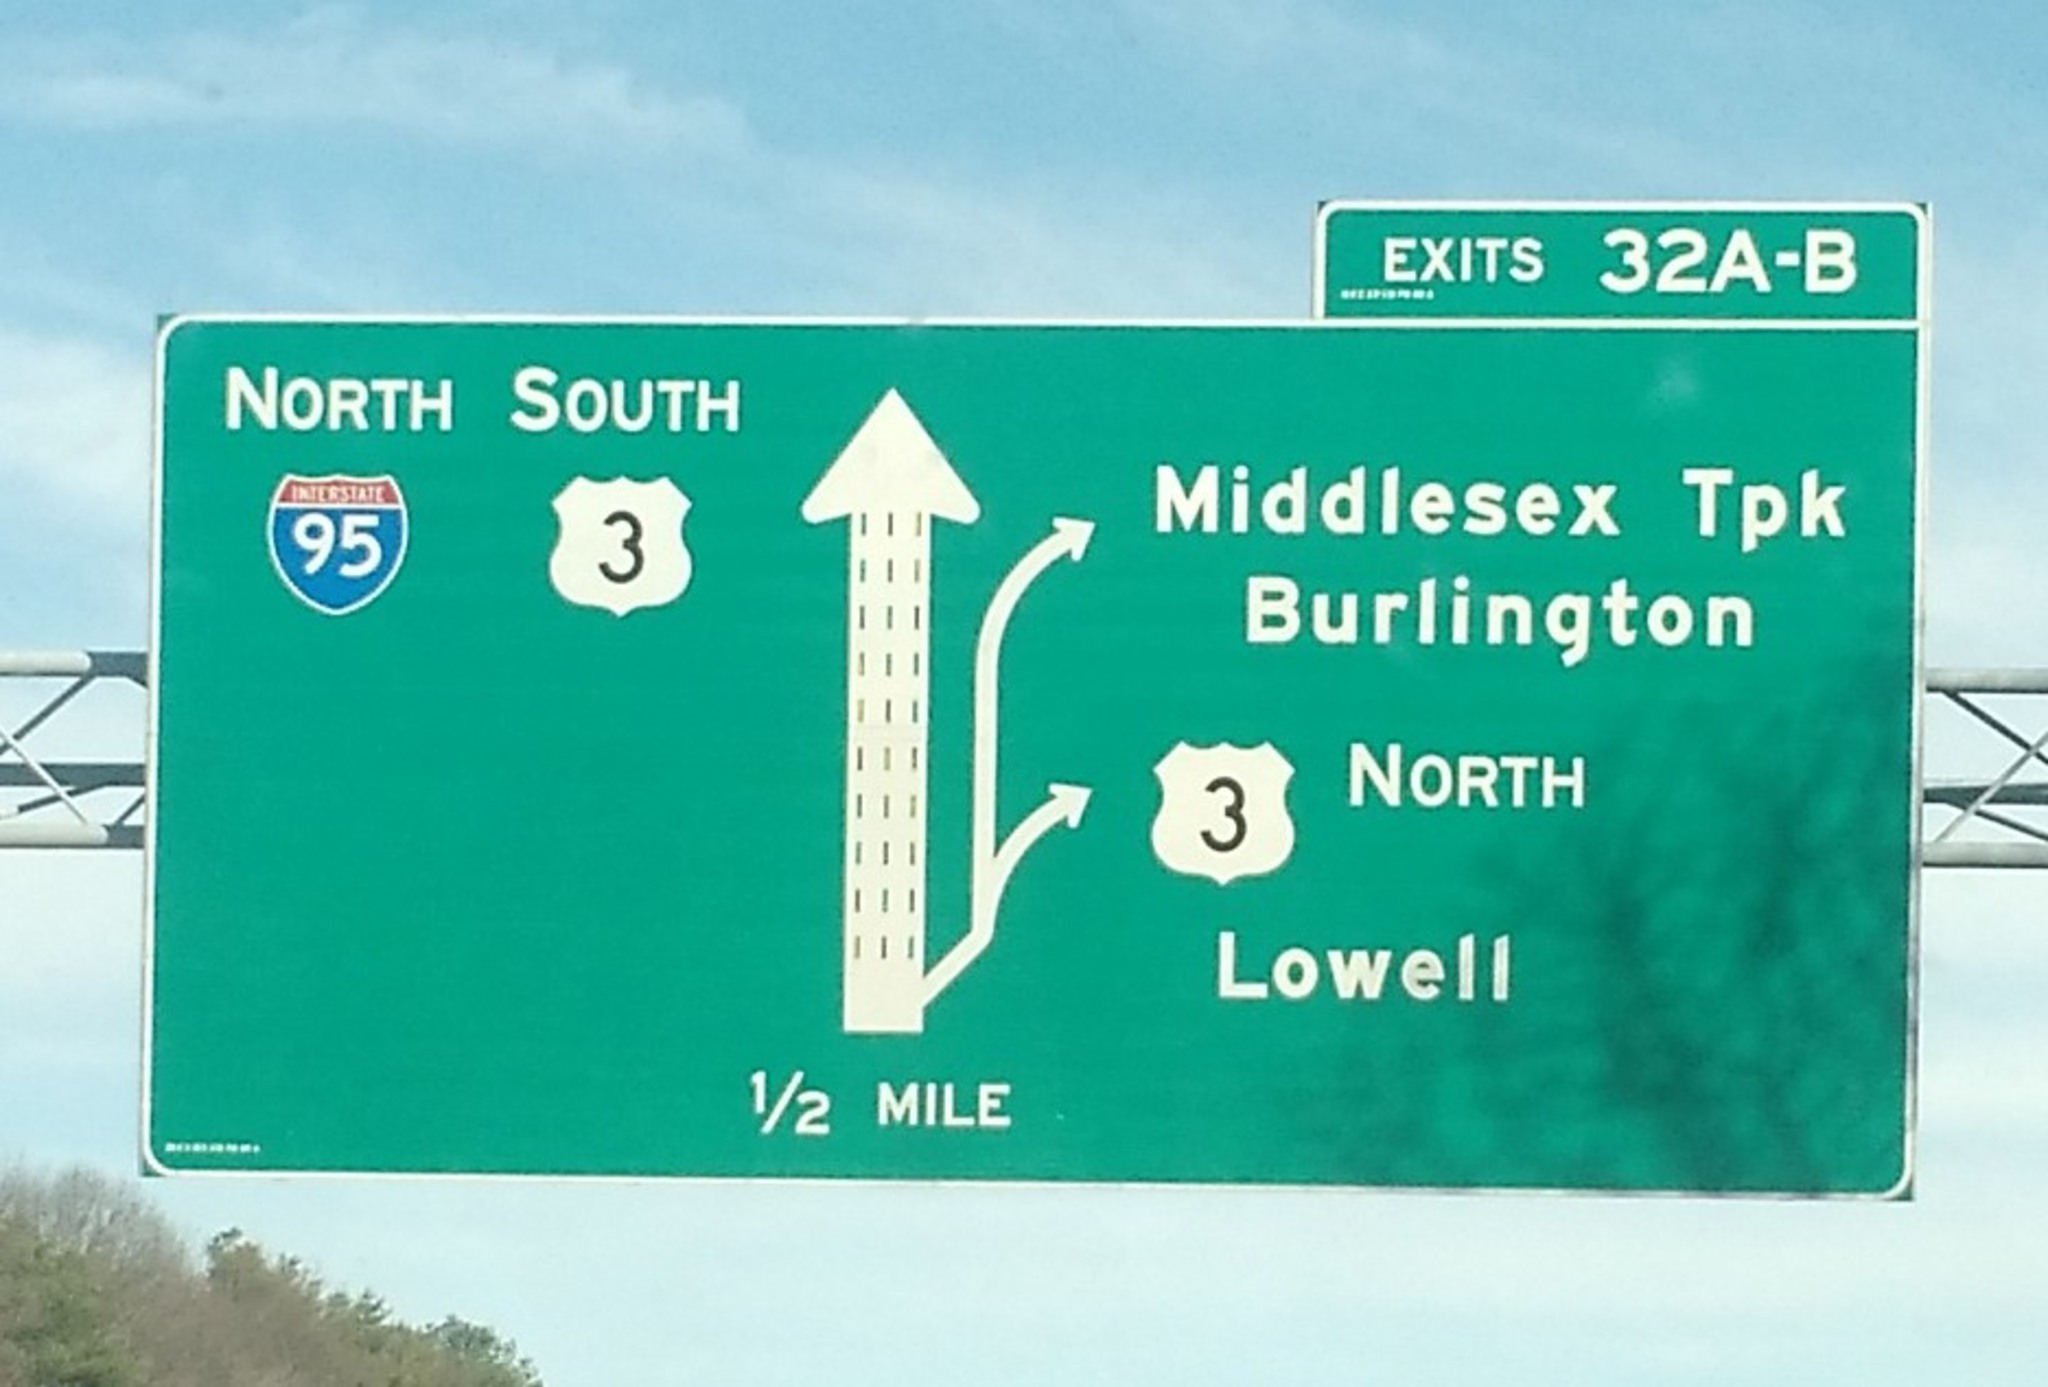 EXITS 32A-B
NORTH SOUTH
INTERSTATE
95
3
Middlesex Tpk
Burlington
3 NORTH
Lowell
1/2 MILE